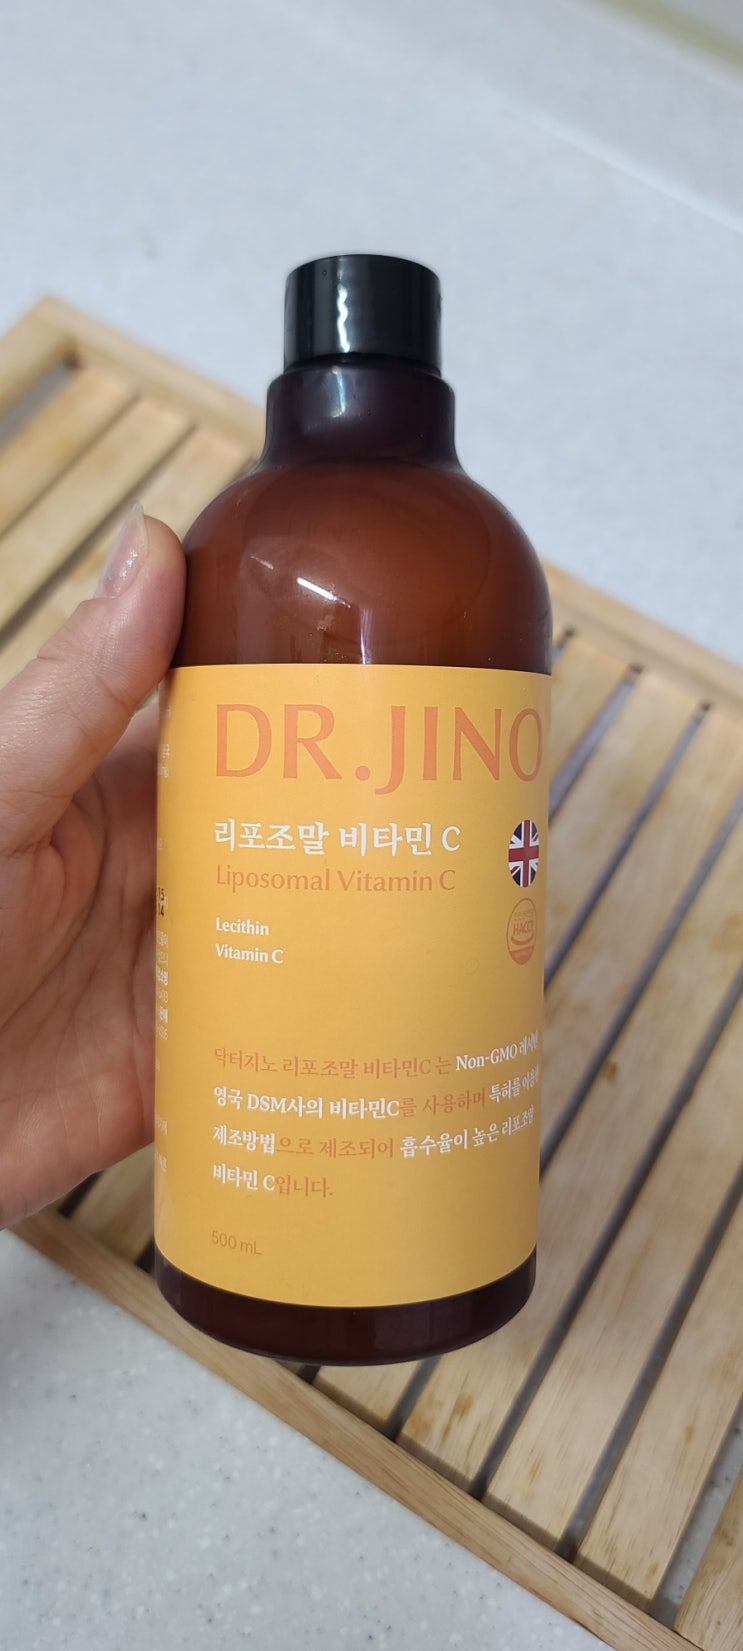 DR.JINO
리포조말 비타민 C
Liposomal Vitamin C
Lecithin
Vitamin C
HACCP
닥터지노 리포조말 비타민C 는 Non-GMO 레시틴
영국 DSM사의 비타민C를 사용하며 특허를 이용한
제조방법으로 제조되어 흡수율이 높은 리포조말
비타민 C입니다.
500 mL